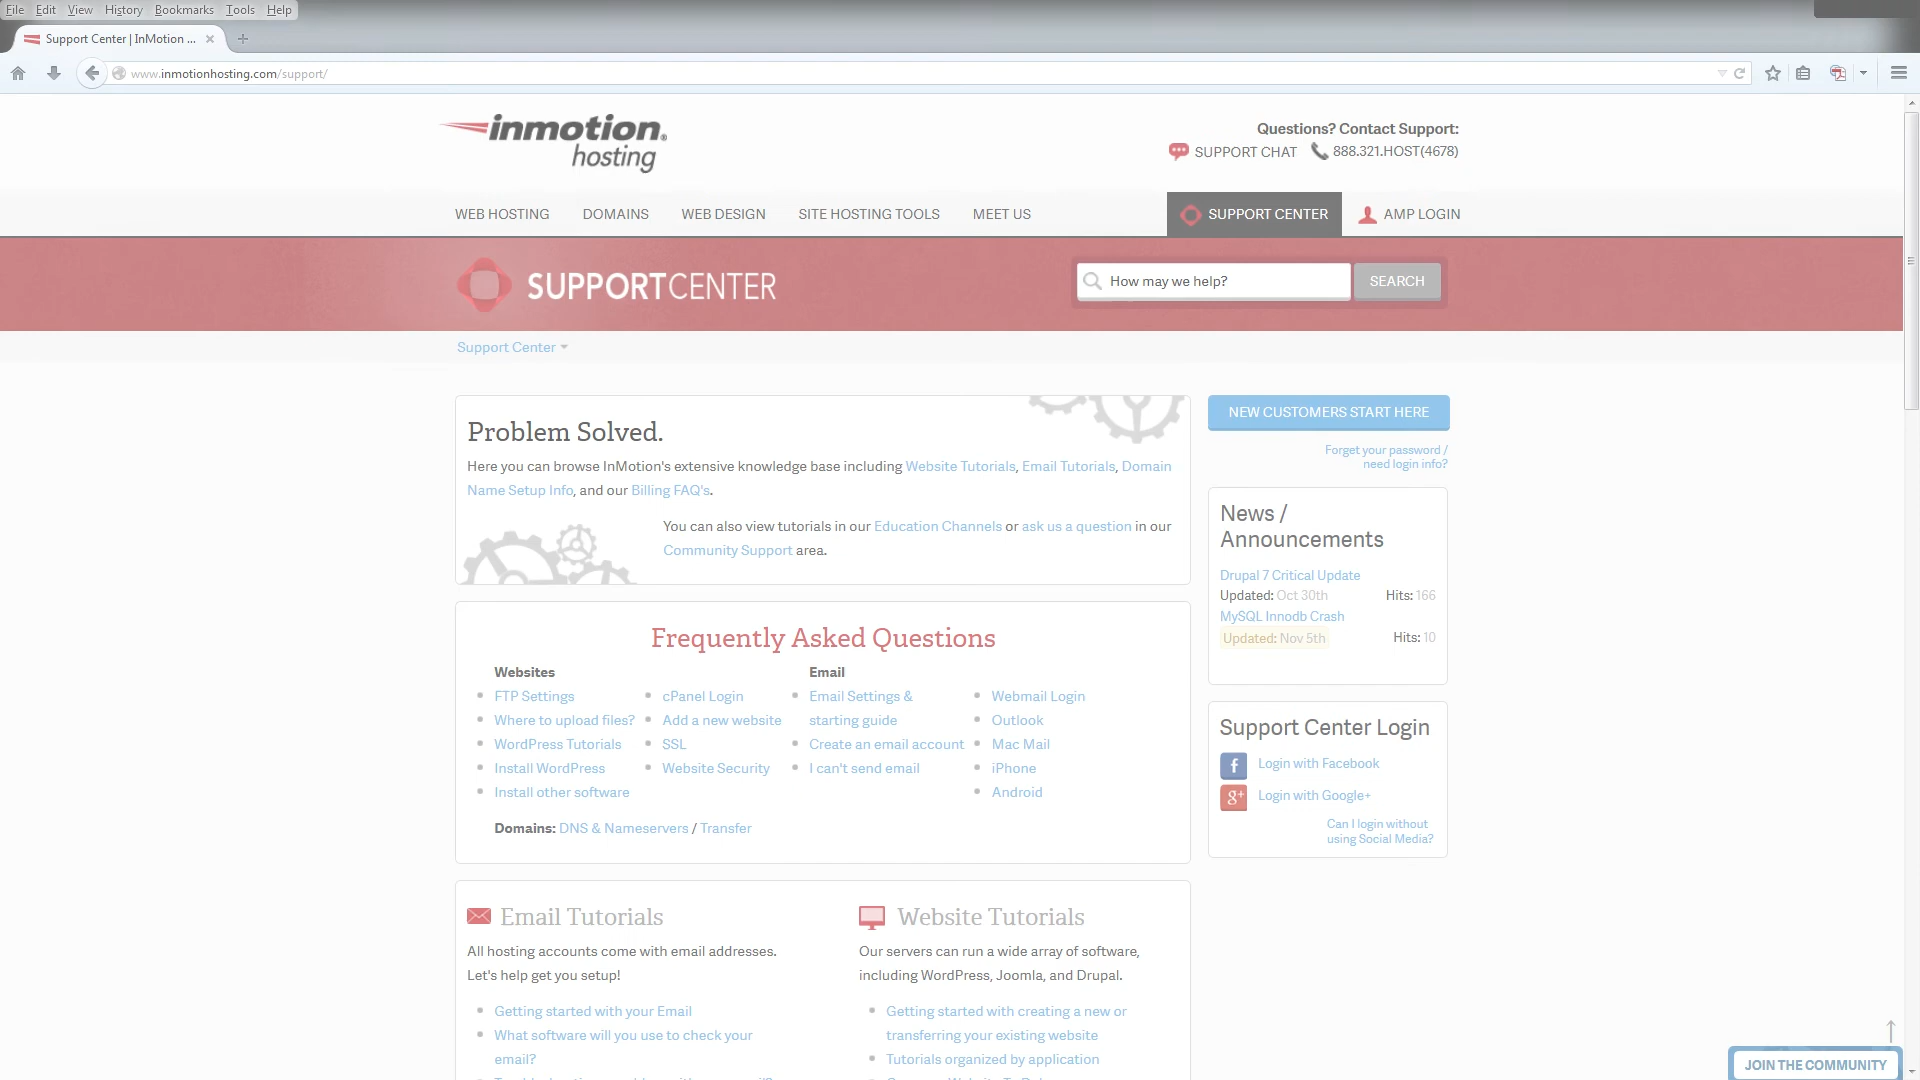 File Edit View History Bookmarks Tools Help
Support Center | InMotion ...
www.inmotionhosting.com/support/
inmotion®
hosting
Questions? Contact Support:
SUPPORT CHAT 888.321.HOST(4678)
WEB HOSTING DOMAINS WEB DESIGN SITE HOSTING TOOLS MEET US SUPPORT CENTER AMP LOGIN
SUPPORTCENTER
How may we help? SEARCH
Support Center
Problem Solved.
Here you can browse InMotion's extensive knowledge base including Website Tutorials, Email Tutorials, Domain
Name Setup Info, and our Billing FAQ's.
You can also view tutorials in our Education Channels or ask us a question in our
Community Support area.
NEW CUSTOMERS START HERE
Forget your password /
need login info?
News /
Announcements
Drupal 7 Critical Update
Updated: Oct 30th Hits: 166
MySQL Innodb Crash
Updated: Nov 5th Hits: 10
Frequently Asked Questions
Websites Email
FTP Settings cPanel Login Email Settings & Webmail Login
Where to upload files? Add a new website starting guide Outlook
WordPress Tutorials SSL Create an email account Mac Mail
Install WordPress Website Security I can't send email iPhone
Install other software Android
Domains: DNS & Nameservers / Transfer
Support Center Login
f Login with Facebook
g+ Login with Google+
Can I login without
using Social Media?
Email Tutorials
All hosting accounts come with email addresses.
Let's help get you setup!
Getting started with your Email
What software will you use to check your
email?
Website Tutorials
Our servers can run a wide array of software,
including WordPress, Joomla, and Drupal.
Getting started with creating a new or
transferring your existing website
Tutorials organized by application
JOIN THE COMMUNITY